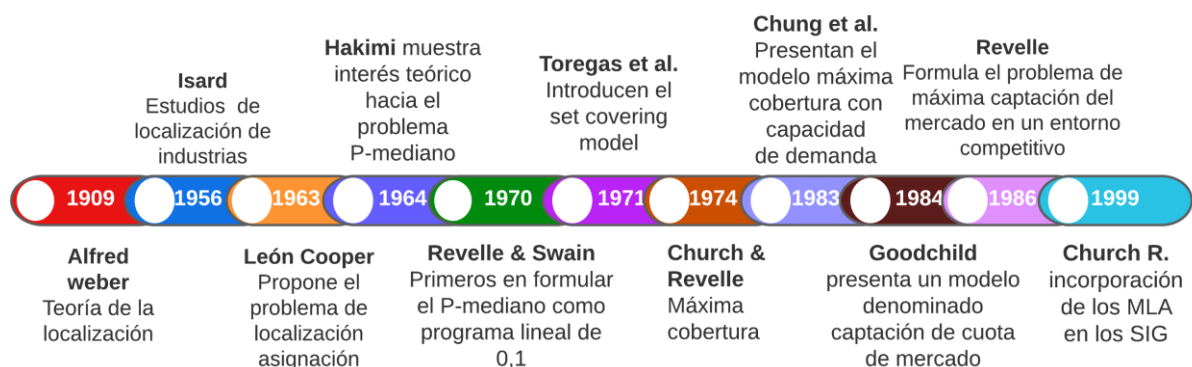 Chung et al.
Presentan el
modelo máxima
cobertura con
capacidad
de demanda
Hakimi muestra
interés teórico
hacia el
problema
P-mediano
Revelle
Formula el problema de
máxima captación del
mercado en un entorno
competitivo
Toregas et al.
Introducen el
set covering
model
Isard
Estudios de
localización de
industrias
1909
1956
1963
1964
1970
1971
1974
1983
1984
1986
1999
Alfred
weber
Teoría de la
localización
León Cooper
Propone el
problema de
localización
asignación
Revelle & Swain
Primeros en formular
el P-mediano como
programa lineal de
0,1
Church &
Revelle
Máxima
cobertura
Goodchild
presenta un modelo
denominado
captación de cuota
de mercado
Church R.
incorporación
de los MLA
en los SIG